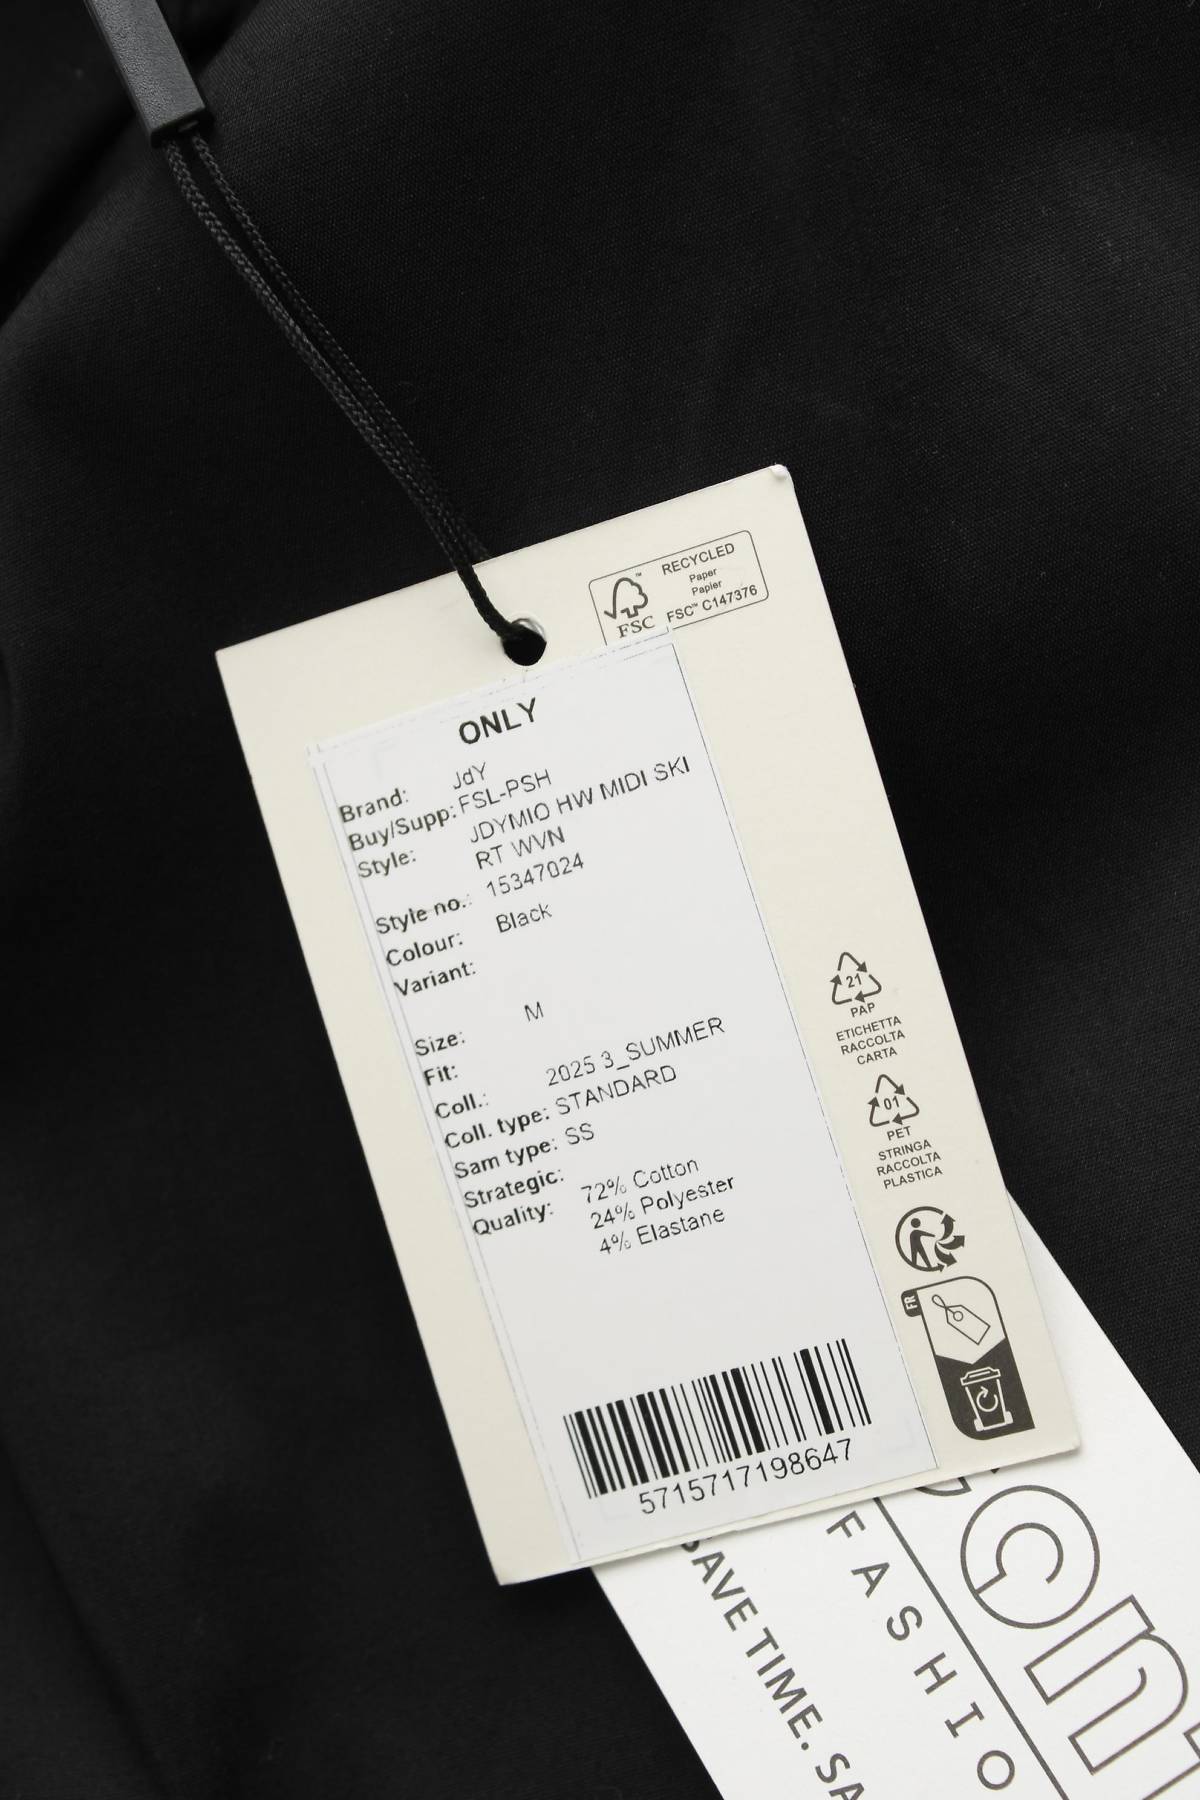 RECYCLED
Paper
Papier
FSC™ C147376
FSC
ONLY
Brand: JdY
Buy/Supp: FSL-PSH
Style: JDYMIO HW MIDI SKI
RT WVN
Style no.: 15347024
Colour: Black
Variant:
Size: M
Fit:
Coll.: 2025 3_SUMMER
Coll. type: STANDARD
Sam type: SS
Strategic:
Quality: 72% Cotton
24% Polyester
4% Elastane
5715717198647
21
PAP
ETICHETTA
RACCOLTA
CARTA
01
PET
STRINGA
RACCOLTA
PLASTICA
FR
FASHIO
SAVE TIME. SA